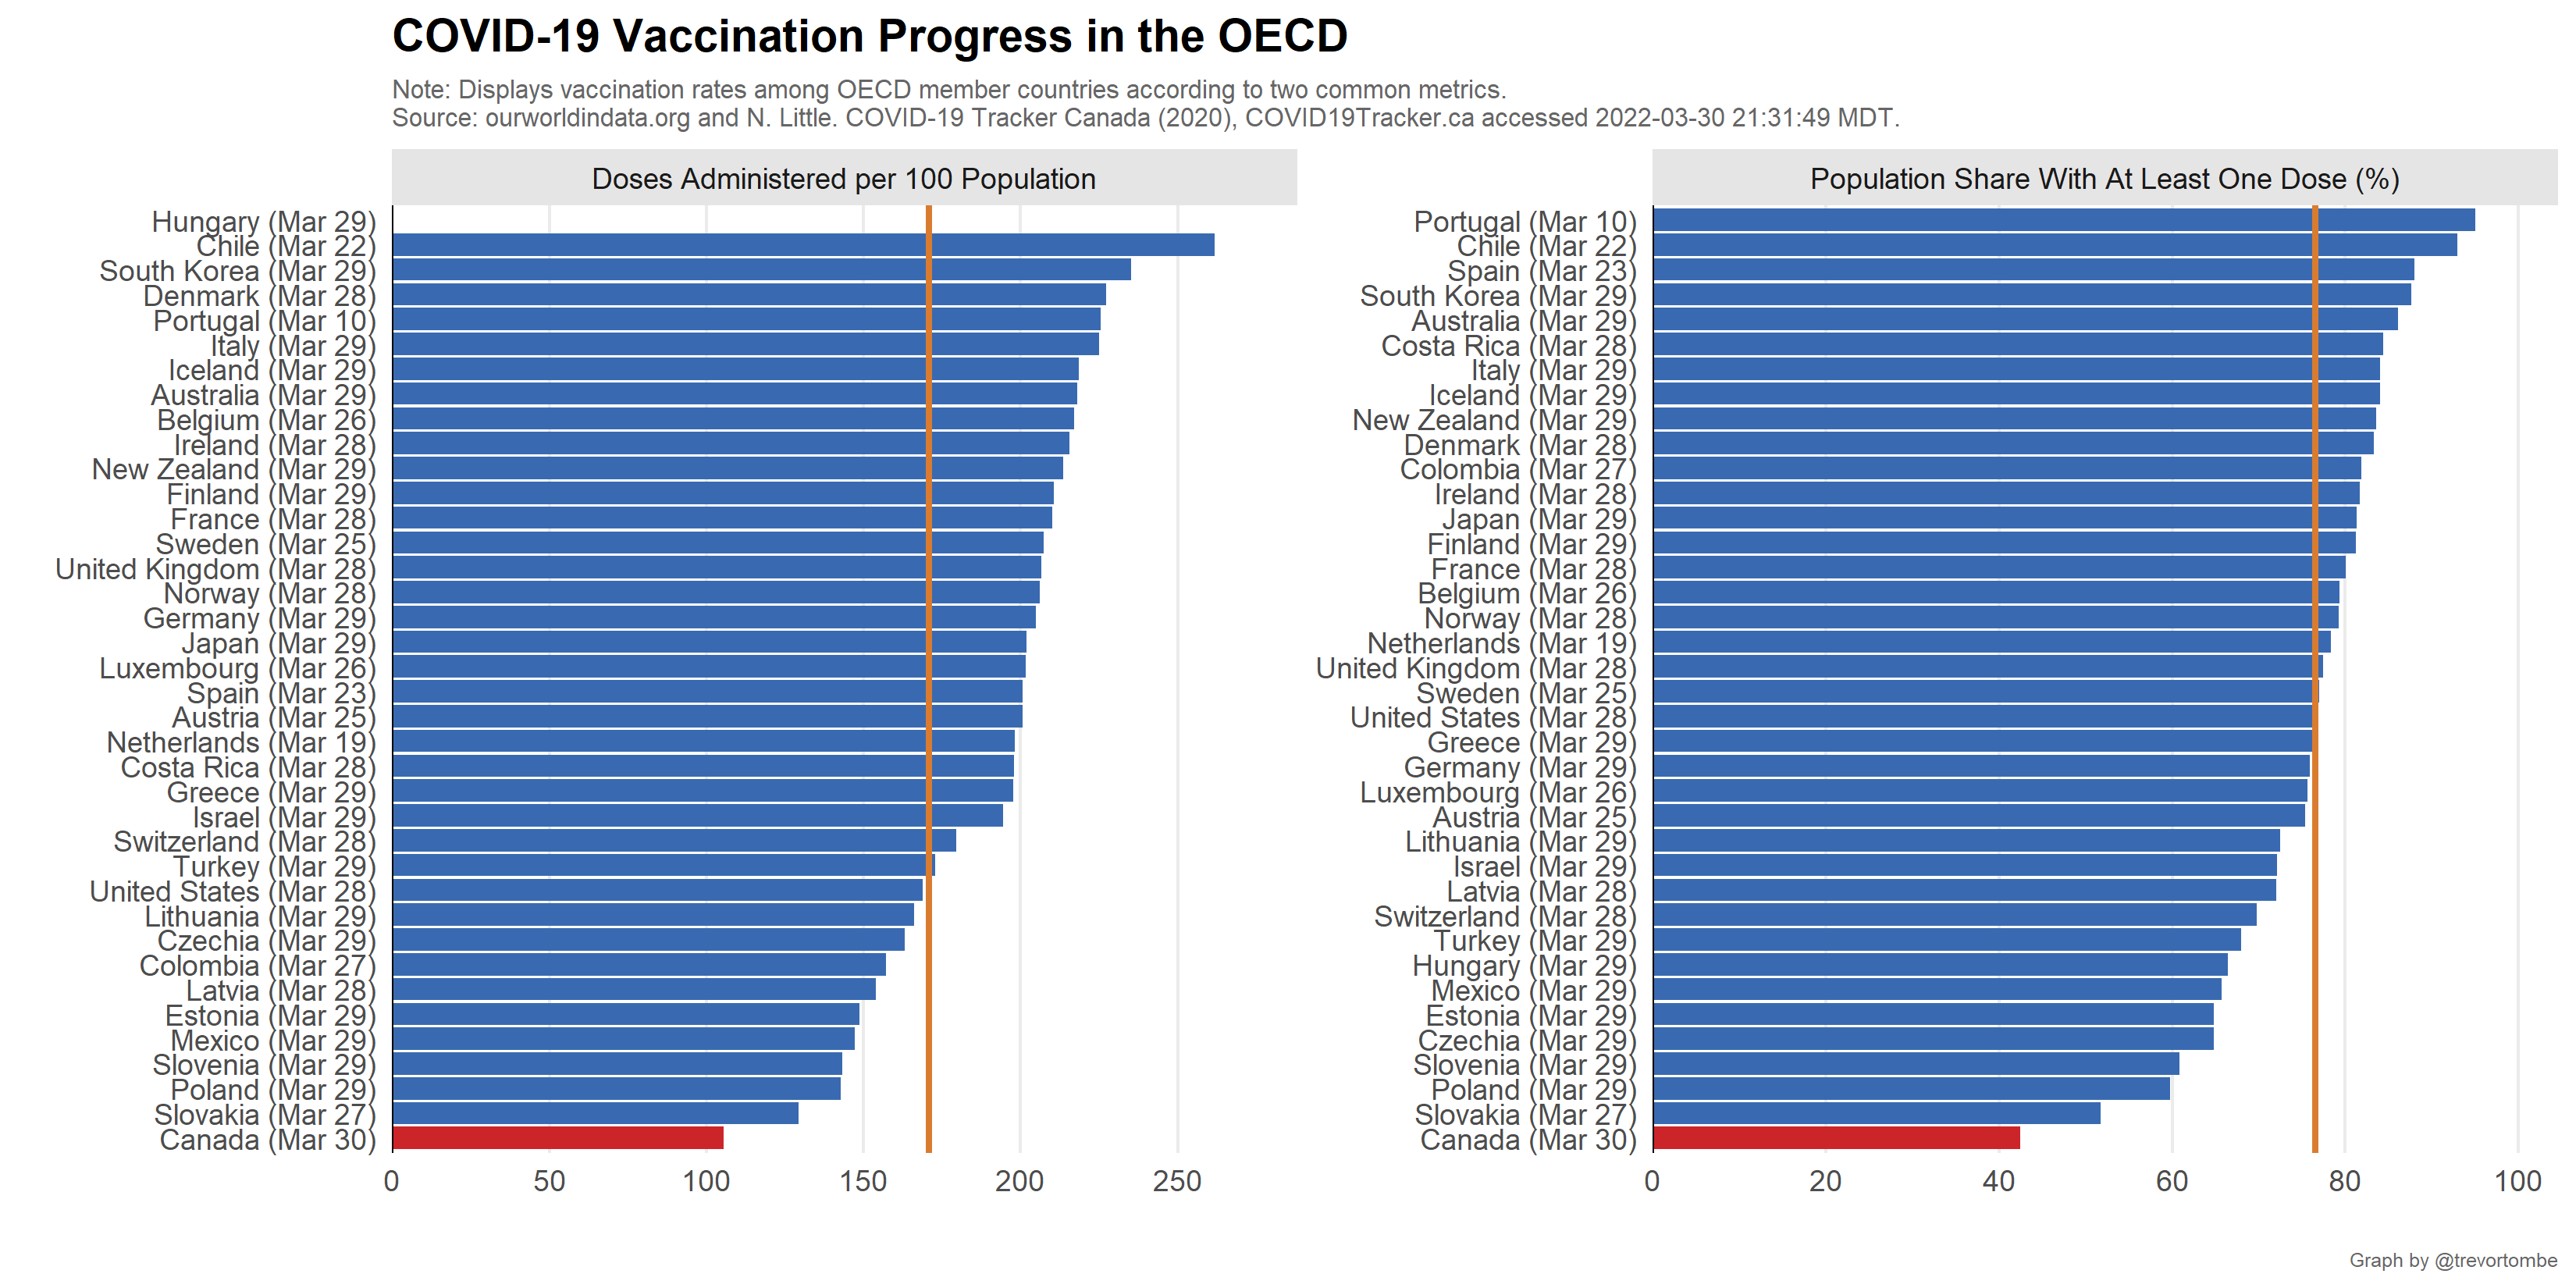 COVID-19 Vaccination Progress in the OECD
Note: Displays vaccination rates among OECD member countries according to two common metrics.
Source: ourworldindata.org and N. Little. COVID-19 Tracker Canada (2020), COVID19Tracker.ca accessed 2022-03-30 21:31:49 MDT.
Doses Administered per 100 Population
Hungary (Mar 29)
Chile (Mar 22)
South Korea (Mar 29)
Denmark (Mar 28)
Portugal (Mar 10)
Italy (Mar 29)
Iceland (Mar 29)
Australia (Mar 29)
Belgium (Mar 26)
Ireland (Mar 28)
New Zealand (Mar 29)
Finland (Mar 29)
France (Mar 28)
Sweden (Mar 25)
United Kingdom (Mar 28)
Norway (Mar 28)
Germany (Mar 29)
Japan (Mar 29)
Luxembourg (Mar 26)
Spain (Mar 23)
Austria (Mar 25)
Netherlands (Mar 19)
Costa Rica (Mar 28)
Greece (Mar 29)
Israel (Mar 29)
Switzerland (Mar 28)
Turkey (Mar 29)
United States (Mar 28)
Lithuania (Mar 29)
Czechia (Mar 29)
Colombia (Mar 27)
Latvia (Mar 28)
Estonia (Mar 29)
Mexico (Mar 29)
Slovenia (Mar 29)
Poland (Mar 29)
Slovakia (Mar 27)
Canada (Mar 30)
0 50 100 150 200 250
Population Share With At Least One Dose (%)
Portugal (Mar 10)
Chile (Mar 22)
Spain (Mar 23)
South Korea (Mar 29)
Australia (Mar 29)
Costa Rica (Mar 28)
Italy (Mar 29)
Iceland (Mar 29)
New Zealand (Mar 29)
Denmark (Mar 28)
Colombia (Mar 27)
Ireland (Mar 28)
Japan (Mar 29)
Finland (Mar 29)
France (Mar 28)
Belgium (Mar 26)
Norway (Mar 28)
Netherlands (Mar 19)
United Kingdom (Mar 28)
Sweden (Mar 25)
United States (Mar 28)
Greece (Mar 29)
Germany (Mar 29)
Luxembourg (Mar 26)
Austria (Mar 25)
Lithuania (Mar 29)
Israel (Mar 29)
Latvia (Mar 28)
Switzerland (Mar 28)
Turkey (Mar 29)
Hungary (Mar 29)
Mexico (Mar 29)
Estonia (Mar 29)
Czechia (Mar 29)
Slovenia (Mar 29)
Poland (Mar 29)
Slovakia (Mar 27)
Canada (Mar 30)
0 20 40 60 80 100
Graph by @trevortombe